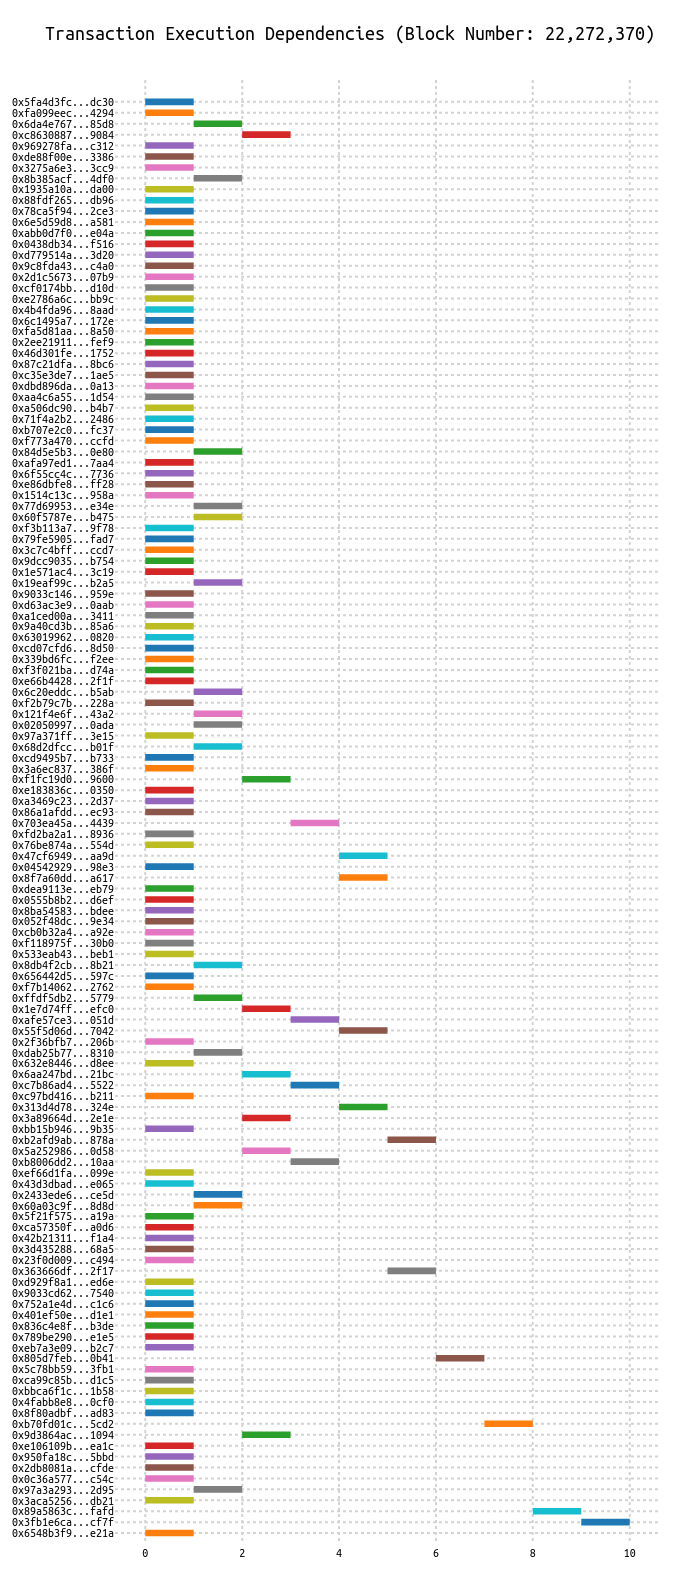 Transaction Execution Dependencies (Block Number: 22,272,370)
0x5fa4d3fc...dc30
0xfa099eec...4294
0x6da4e767...85d8
0xc8630887...9084
0x969278fa...c312
0xde88f00e...3386
0x3275a6e3...3cc9
0x8b385acf...4df0
0x1935a10a...da00
0x88fdf265...db96
0x78ca5f94...2ce3
0x6e5d59d8...a581
0xabb0d7f0...e04a
0x0438db34...f516
0xd779514a...3d20
0x9c8fda43...c4a0
0x2d1c5673...07b9
0xcf0174bb...d10d
0xe2786a6c...bb9c
0x4b4fda96...8aad
0x6c1495a7...172e
0xfa5d81aa...8a50
0x2ee21911...fef9
0x46d301fe...1752
0x87c21dfa...8bc6
0xc35e3de7...1ae5
0xdbd896da...0a13
0xaa4c6a55...1d54
0xa506dc90...b4b7
0x71f4a2b2...2486
0xb707e2c0...fc37
0xf773a470...ccfd
0x84d5e5b3...0e80
0xafa97ed1...7aa4
0x6f55cc4c...7736
0xe86dbfe8...ff28
0x1514c13c...958a
0x77d69953...e34e
0x60f5787e...b475
0xf3b113a7...9f78
0x79fe5905...fad7
0x3c7c4bff...ccd7
0x9dcc9035...b754
0x1e571ac4...3c19
0x19eaf99c...b2a5
0x9033c146...959e
0xd63ac3e9...0aab
0xa1ced00a...3411
0x9a40cd3b...85a6
0x63019962...0820
0xcd07cfd6...8d50
0x339bd6fc...f2ee
0xf3f021ba...d74a
0xe66b4428...2f1f
0x6c20eddc...b5ab
0xf2b79c7b...228a
0x121f4e6f...43a2
0x02050997...0ada
0x97a371ff...3e15
0x68d2dfcc...b01f
0xcd9495b7...b733
0x3a6ec837...386f
0xf1fc19d0...9600
0xe183836c...0350
0xa3469c23...2d37
0x86a1afdd...ec93
0x703ea45a...4439
0xfd2ba2a1...8936
0x76be874a...554d
0x47cf6949...aa9d
0x04542929...98e3
0x8f7a60dd...a617
0xdea9113e...eb79
0x0555b8b2...d6ef
0x8ba54583...bdee
0x052f48dc...9e34
0xcb0b32a4...a92e
0xf118975f...30b0
0x533eab43...beb1
0x8db4f2cb...8b21
0x656442d5...597c
0xf7b14062...2762
0xffdf5db2...5779
0x1e7d74ff...efc0
0xafe57ce3...051d
0x55f5d06d...7042
0x2f36bfb7...206b
0xdab25b77...8310
0x632e8446...d8ee
0x6aa247bd...21bc
0xc7b86ad4...5522
0xc97bd416...b211
0x313d4d78...324e
0x3a89664d...2e1e
0xbb15b946...9b35
0xb2afd9ab...878a
0x5a252986...0d58
0xb8006dd2...10aa
0xef66d1fa...099e
0x43d3dbad...e065
0x2433ede6...ce5d
0x60a03c9f...8d8d
0x5f21f575...a19a
0xca57350f...a0d6
0x42b21311...f1a4
0x3d435288...68a5
0x23f0d009...c494
0x363666df...2f17
0xd929f8a1...ed6e
0x9033cd62...7540
0x752a1e4d...c1c6
0x401ef50e...d1e1
0x836c4e8f...b3de
0x789be290...e1e5
0xeb7a3e09...b2c7
0x805d7feb...0b41
0x5c78bb59...3fb1
0xca99c85b...d1c5
0xbbca6f1c...1b58
0x4fabb8e8...0cf0
0x8f80adbf...ad83
0xb70fd01c...5cd2
0x9d3864ac...1094
0xe106109b...ea1c
0x950fa18c...5bbd
0x2db8081a...cfde
0x0c36a577...c54c
0x97a3a293...2d95
0x3aca5256...db21
0x89a5863c...fafd
0x3fb1e6ca...cf7f
0x6548b3f9...e21a
0 2 4 6 8 10